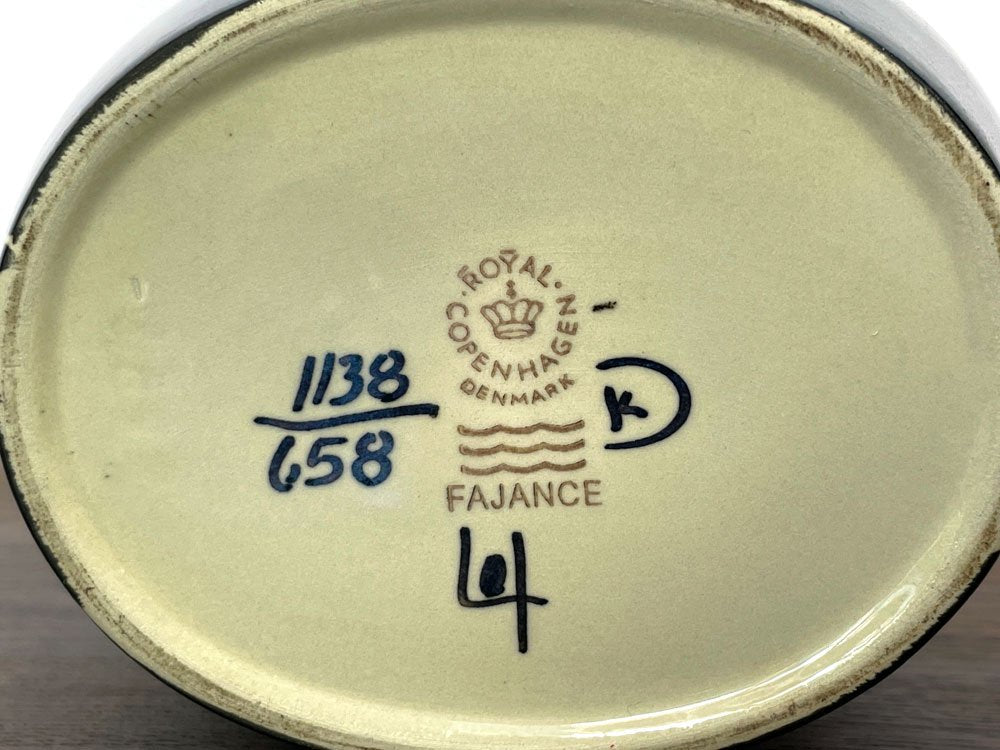 ROYAL
COPENHAGEN
DENMARK
1138
658
K
FAJANCE